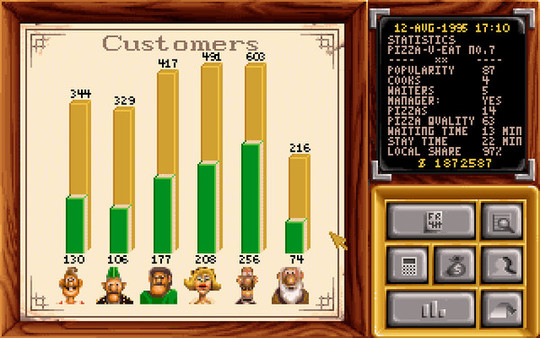 Customers
344
329
417
491
603
216
130
106
177
208
256
74
12-AUG-1995 17:10
STATISTICS
PIZZA-U-EAT NO.7
---- xx ----
POPULARITY 87
COOKS 4
WAITERS 5
MANAGER: YES
PIZZAS 14
PIZZA QUALITY 63
WAITING TIME 13 MIN
STAY TIME 22 MIN
LOCAL SHARE 97%
$ 1872587